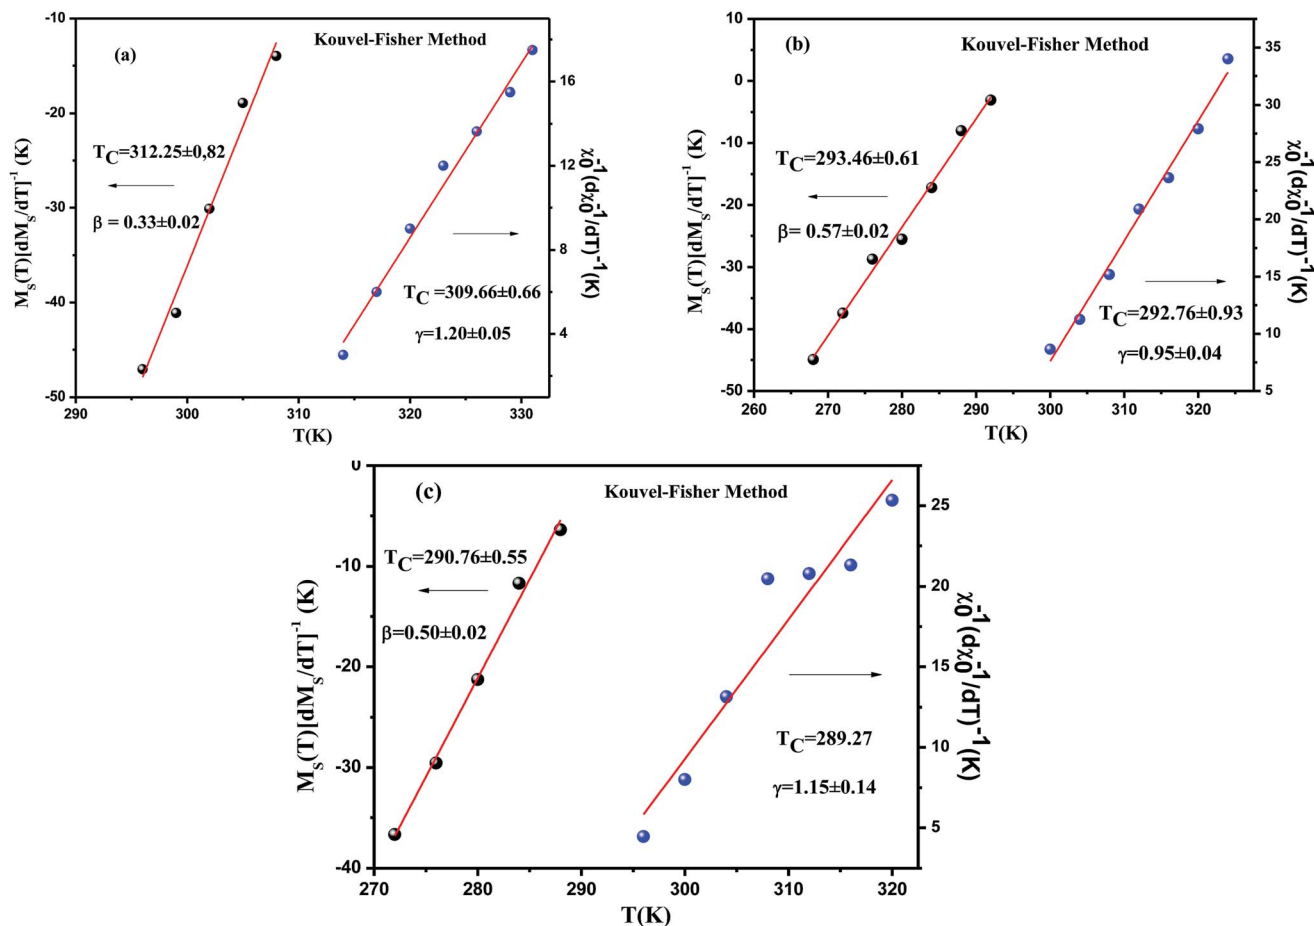 (a)
Kouvel-Fisher Method
T_C=312.25±0,82
β = 0.33±0.02
T_C=309.66±0.66
γ=1.20±0.05
-10
-20
-30
-40
-50
M_S(T)[dM_S/dT]^-1 (K)
16
12
8
4
χ_0^-1(dχ_0^-1/dT)^-1(K)
290 300 310 320 330
T(K)
(b)
Kouvel-Fisher Method
T_C=293.46±0.61
β= 0.57±0.02
T_C=292.76±0.93
γ=0.95±0.04
10
0
-10
-20
-30
-40
-50
M_S(T)[dM_S/dT]^-1 (K)
35
30
25
20
15
10
5
χ_0^-1(dχ_0^-1/dT)^-1(K)
260 270 280 290 300 310 320
T(K)
(c)
Kouvel-Fisher Method
T_C=290.76±0.55
β=0.50±0.02
T_C=289.27
γ=1.15±0.14
0
-10
-20
-30
-40
M_S(T)[dM_S/dT]^-1 (K)
25
20
15
10
5
χ_0^-1(dχ_0^-1/dT)^-1(K)
270 280 290 300 310 320
T(K)